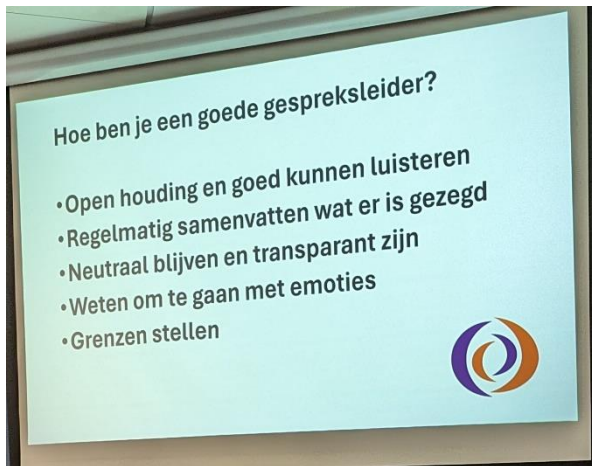 Hoe ben je een goede gespreksleider?
•Open houding en goed kunnen luisteren
•Regelmatig samenvatten wat er is gezegd
•Neutraal blijven en transparant zijn
•Weten om te gaan met emoties
•Grenzen stellen